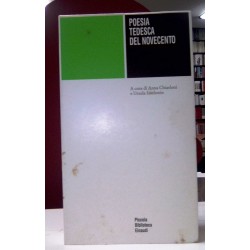 POESIA
TEDESCA
DEL NOVECENTO
A cura di Anna Chiarloni
e Ursula Isselstein
Piccola
Biblioteca
Einaudi